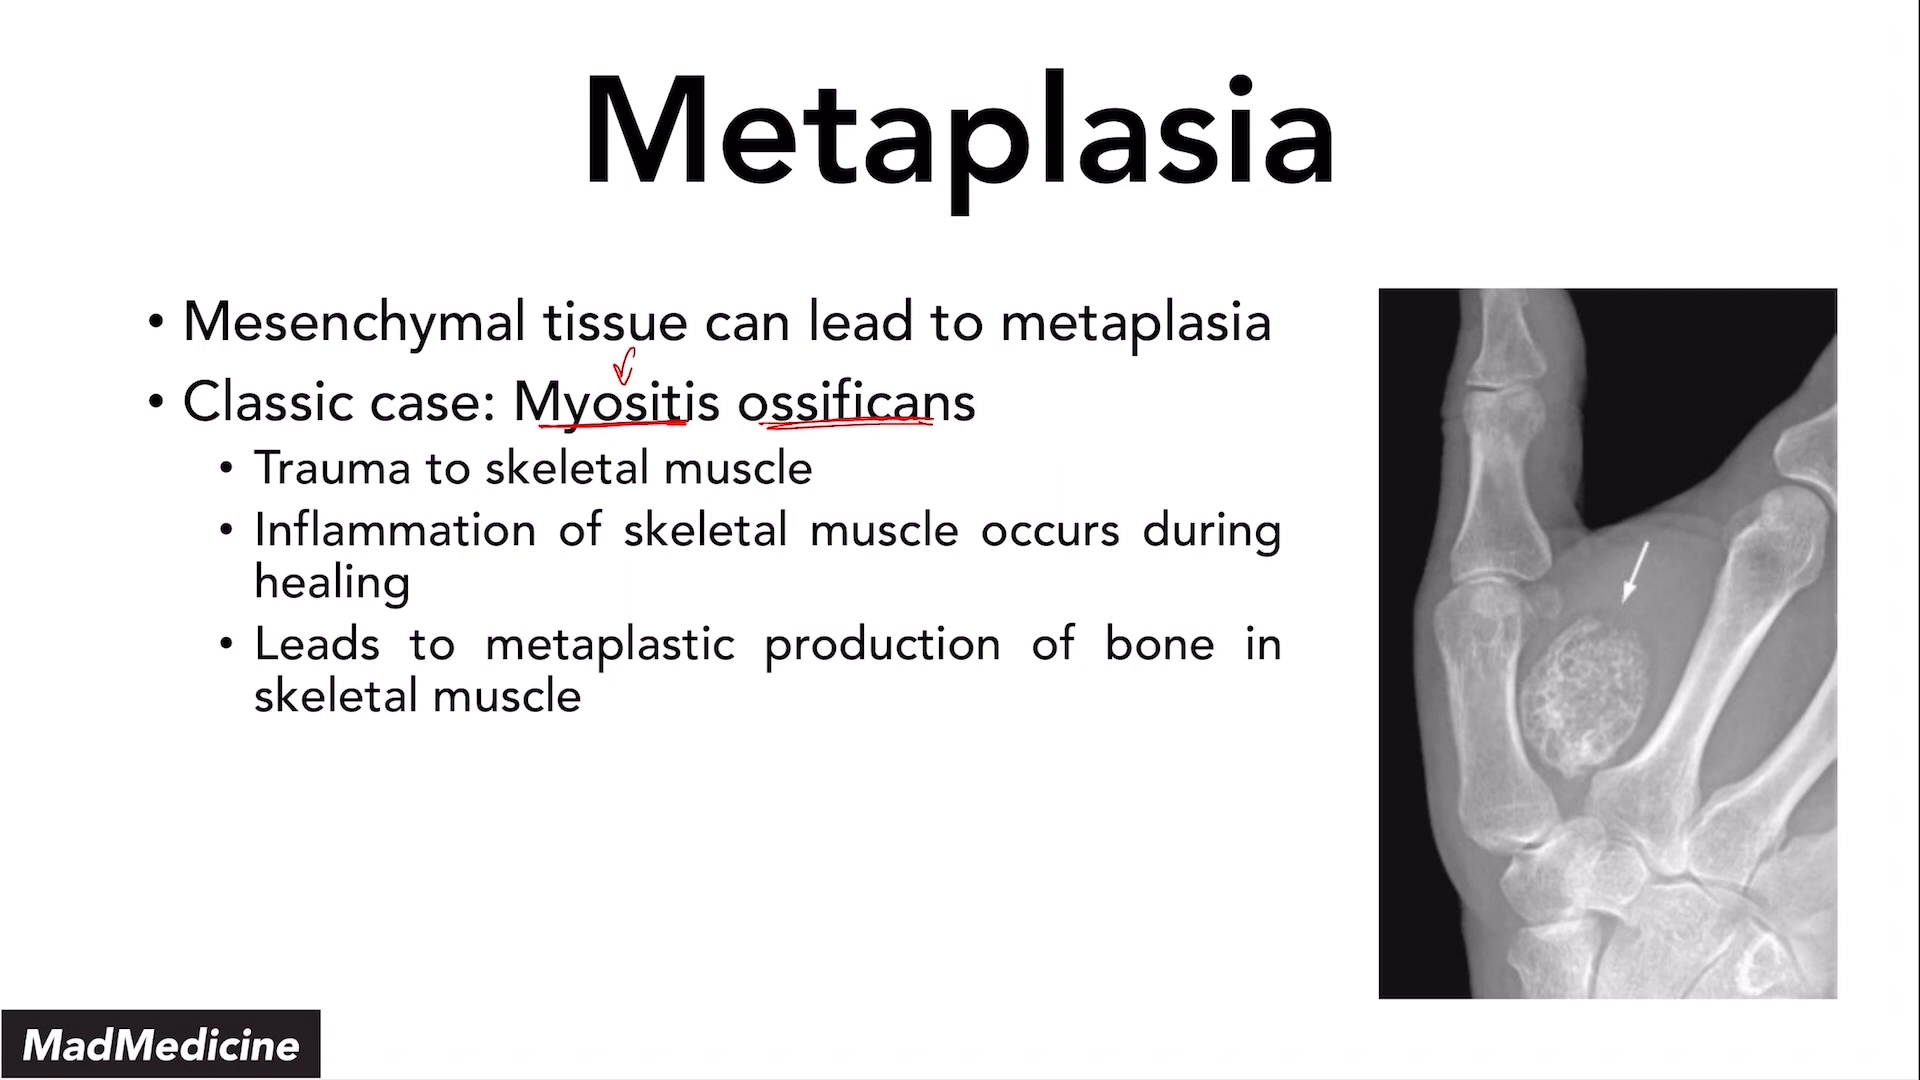 Metaplasia
• Mesenchymal tissue can lead to metaplasia
• Classic case: Myositis ossificans
• Trauma to skeletal muscle
• Inflammation of skeletal muscle occurs during
healing
• Leads to metaplastic production of bone in
skeletal muscle
MadMedicine